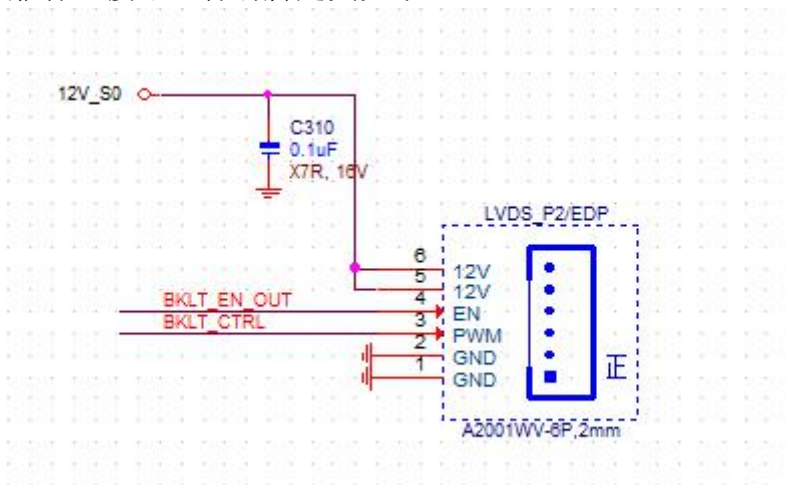 12V_S0
C310
0.1uF
X7R, 16V
LVDS_P2/EDP
6 12V
5 12V
BKLT_EN_OUT 4 EN
BKLT_CTRL 3 PWM
2 GND
1 GND
正
A2001WV-6P,2mm